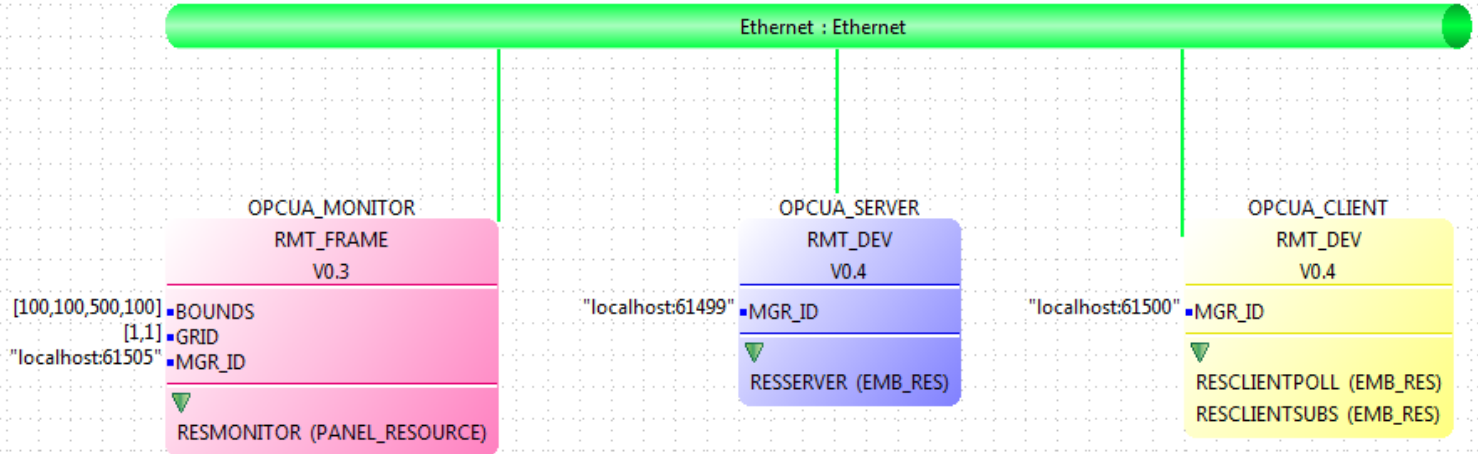 Ethernet : Ethernet
OPCUA_MONITOR
RMT_FRAME
V0.3
[100,100,500,100] BOUNDS
[1,1] GRID
"localhost:61505" MGR_ID
RESMONITOR (PANEL_RESOURCE)
OPCUA_SERVER
RMT_DEV
V0.4
"localhost:61499" MGR_ID
RESSERVER (EMB_RES)
OPCUA_CLIENT
RMT_DEV
V0.4
"localhost:61500" MGR_ID
RESCLIENTPOLL (EMB_RES)
RESCLIENTSUBS (EMB_RES)